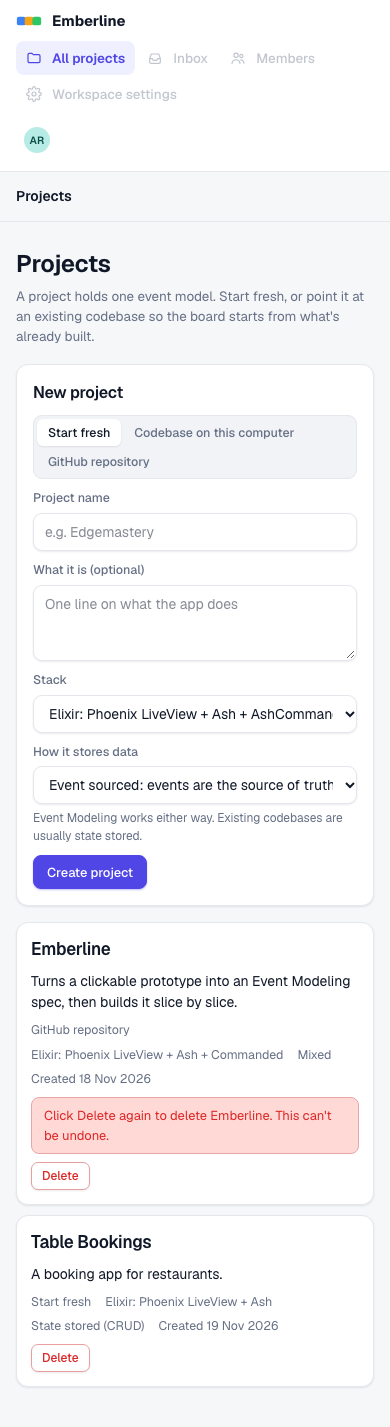 Emberline
All projects
Inbox
Members
Workspace settings
AR
Projects
Projects
A project holds one event model. Start fresh, or point it at
an existing codebase so the board starts from what's
already built.
New project
Start fresh
Codebase on this computer
GitHub repository
Project name
e.g. Edgemastery
What it is (optional)
One line on what the app does
Stack
Elixir: Phoenix LiveView + Ash + AshComman
How it stores data
Event sourced: events are the source of truth
Event Modeling works either way. Existing codebases are
usually state stored.
Create project
Emberline
Turns a clickable prototype into an Event Modeling
spec, then builds it slice by slice.
GitHub repository
Elixir: Phoenix LiveView + Ash + Commanded Mixed
Created 18 Nov 2026
Click Delete again to delete Emberline. This can't
be undone.
Delete
Table Bookings
A booking app for restaurants.
Start fresh Elixir: Phoenix LiveView + Ash
State stored (CRUD) Created 19 Nov 2026
Delete